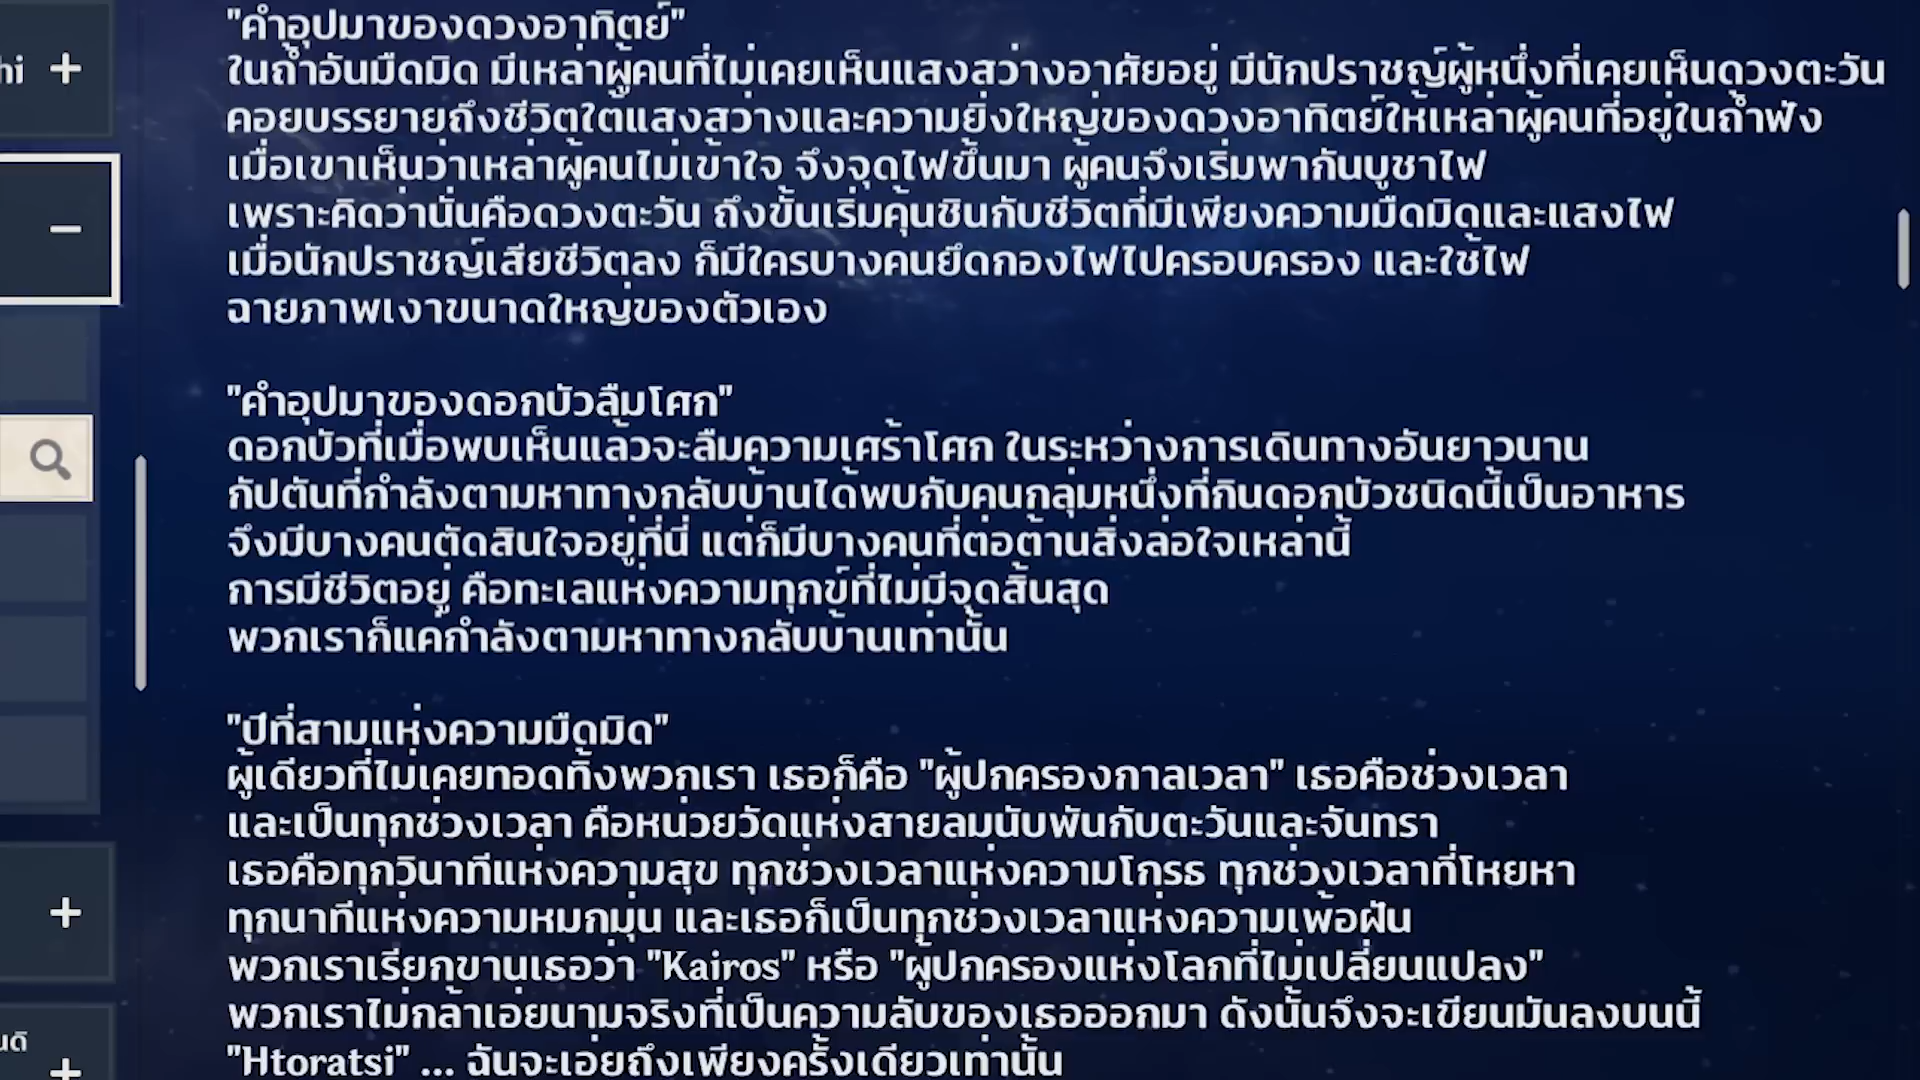 "คำอุปมาของดวงอาทิตย์"
ในถ้ำอันมืดมิด มีเหล่าผู้คนที่ไม่เคยเห็นแสงสว่างอาศัยอยู่ มีนักปราชญ์ผู้หนึ่งที่เคยเห็นดวงตะวัน
คอยบรรยายถึงชีวิตใต้แสงสว่างและความยิ่งใหญ่ของดวงอาทิตย์ให้เหล่าผู้คนที่อยู่ในถ้ำฟัง
เมื่อเขาเห็นว่าเหล่าผู้คนไม่เข้าใจ จึงจุดไฟขึ้นมา ผู้คนจึงเริ่มพากันบูชาไฟ
เพราะคิดว่านั่นคือดวงตะวัน ถึงขั้นเริ่มคุ้นชินกับชีวิตที่มีเพียงความมืดมิดและแสงไฟ
เมื่อนักปราชญ์เสียชีวิตลง ก็มีใครบางคนยึดกองไฟไปครอบครอง และใช้ไฟ
ฉายภาพเงาขนาดใหญ่ของตัวเอง
"คำอุปมาของดอกบัวลืมโศก"
ดอกบัวที่เมื่อพบเห็นแล้วจะลืมความเศร้าโศก ในระหว่างการเดินทางอันยาวนาน
กัปตันที่กำลังตามหาทางกลับบ้านได้พบกับคนกลุ่มหนึ่งที่กินดอกบัวชนิดนี้เป็นอาหาร
จึงมีบางคนตัดสินใจอยู่ที่นี่ แต่ก็มีบางคนที่ต่อต้านสิ่งล่อใจเหล่านี้
การมีชีวิตอยู่ คือทะเลแห่งความทุกข์ที่ไม่มีจุดสิ้นสุด
พวกเราก็แค่กำลังตามหาทางกลับบ้านเท่านั้น
"ปีที่สามแห่งความมืดมิด"
ผู้เดียวที่ไม่เคยทอดทิ้งพวกเรา เธอก็คือ "ผู้ปกครองกาลเวลา" เธอคือช่วงเวลา
และเป็นทุกช่วงเวลา คือหน่วยวัดแห่งสายลมนับพันกับตะวันและจันทรา
เธอคือทุกวินาทีแห่งความสุข ทุกช่วงเวลาแห่งความโกรธ ทุกช่วงเวลาที่โหยหา
ทุกนาทีแห่งความหมกมุ่น และเธอก็เป็นทุกช่วงเวลาแห่งความเพ้อฝัน
พวกเราเรียกขานเธอว่า "Kairos" หรือ "ผู้ปกครองแห่งโลกที่ไม่เปลี่ยนแปลง"
พวกเราไม่กล้าเอ่ยนามจริงที่เป็นความลับของเธอออกมา ดังนั้นจึงจะเขียนมันลงบนนี้
"Htoratsi" ... ฉันจะเอ่ยถึงเพียงครั้งเดียวเท่านั้น